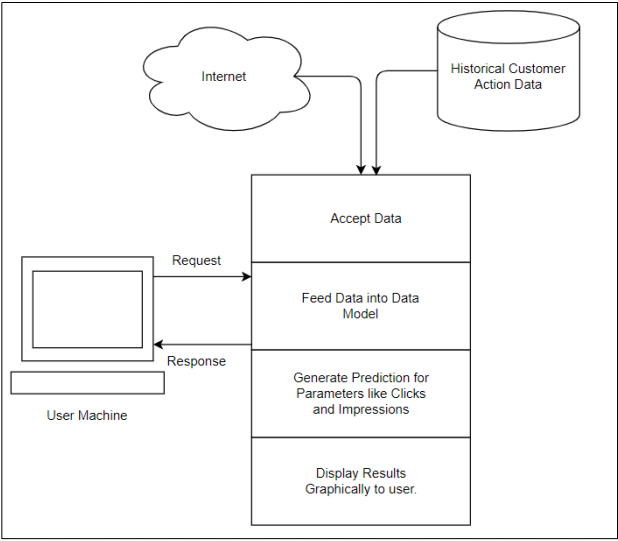 Internet
Historical Customer
Action Data
Accept Data
Request
Feed Data into Data
Model
Response
Generate Prediction for
Parameters like Clicks
and Impressions
User Machine
Display Results
Graphically to user.